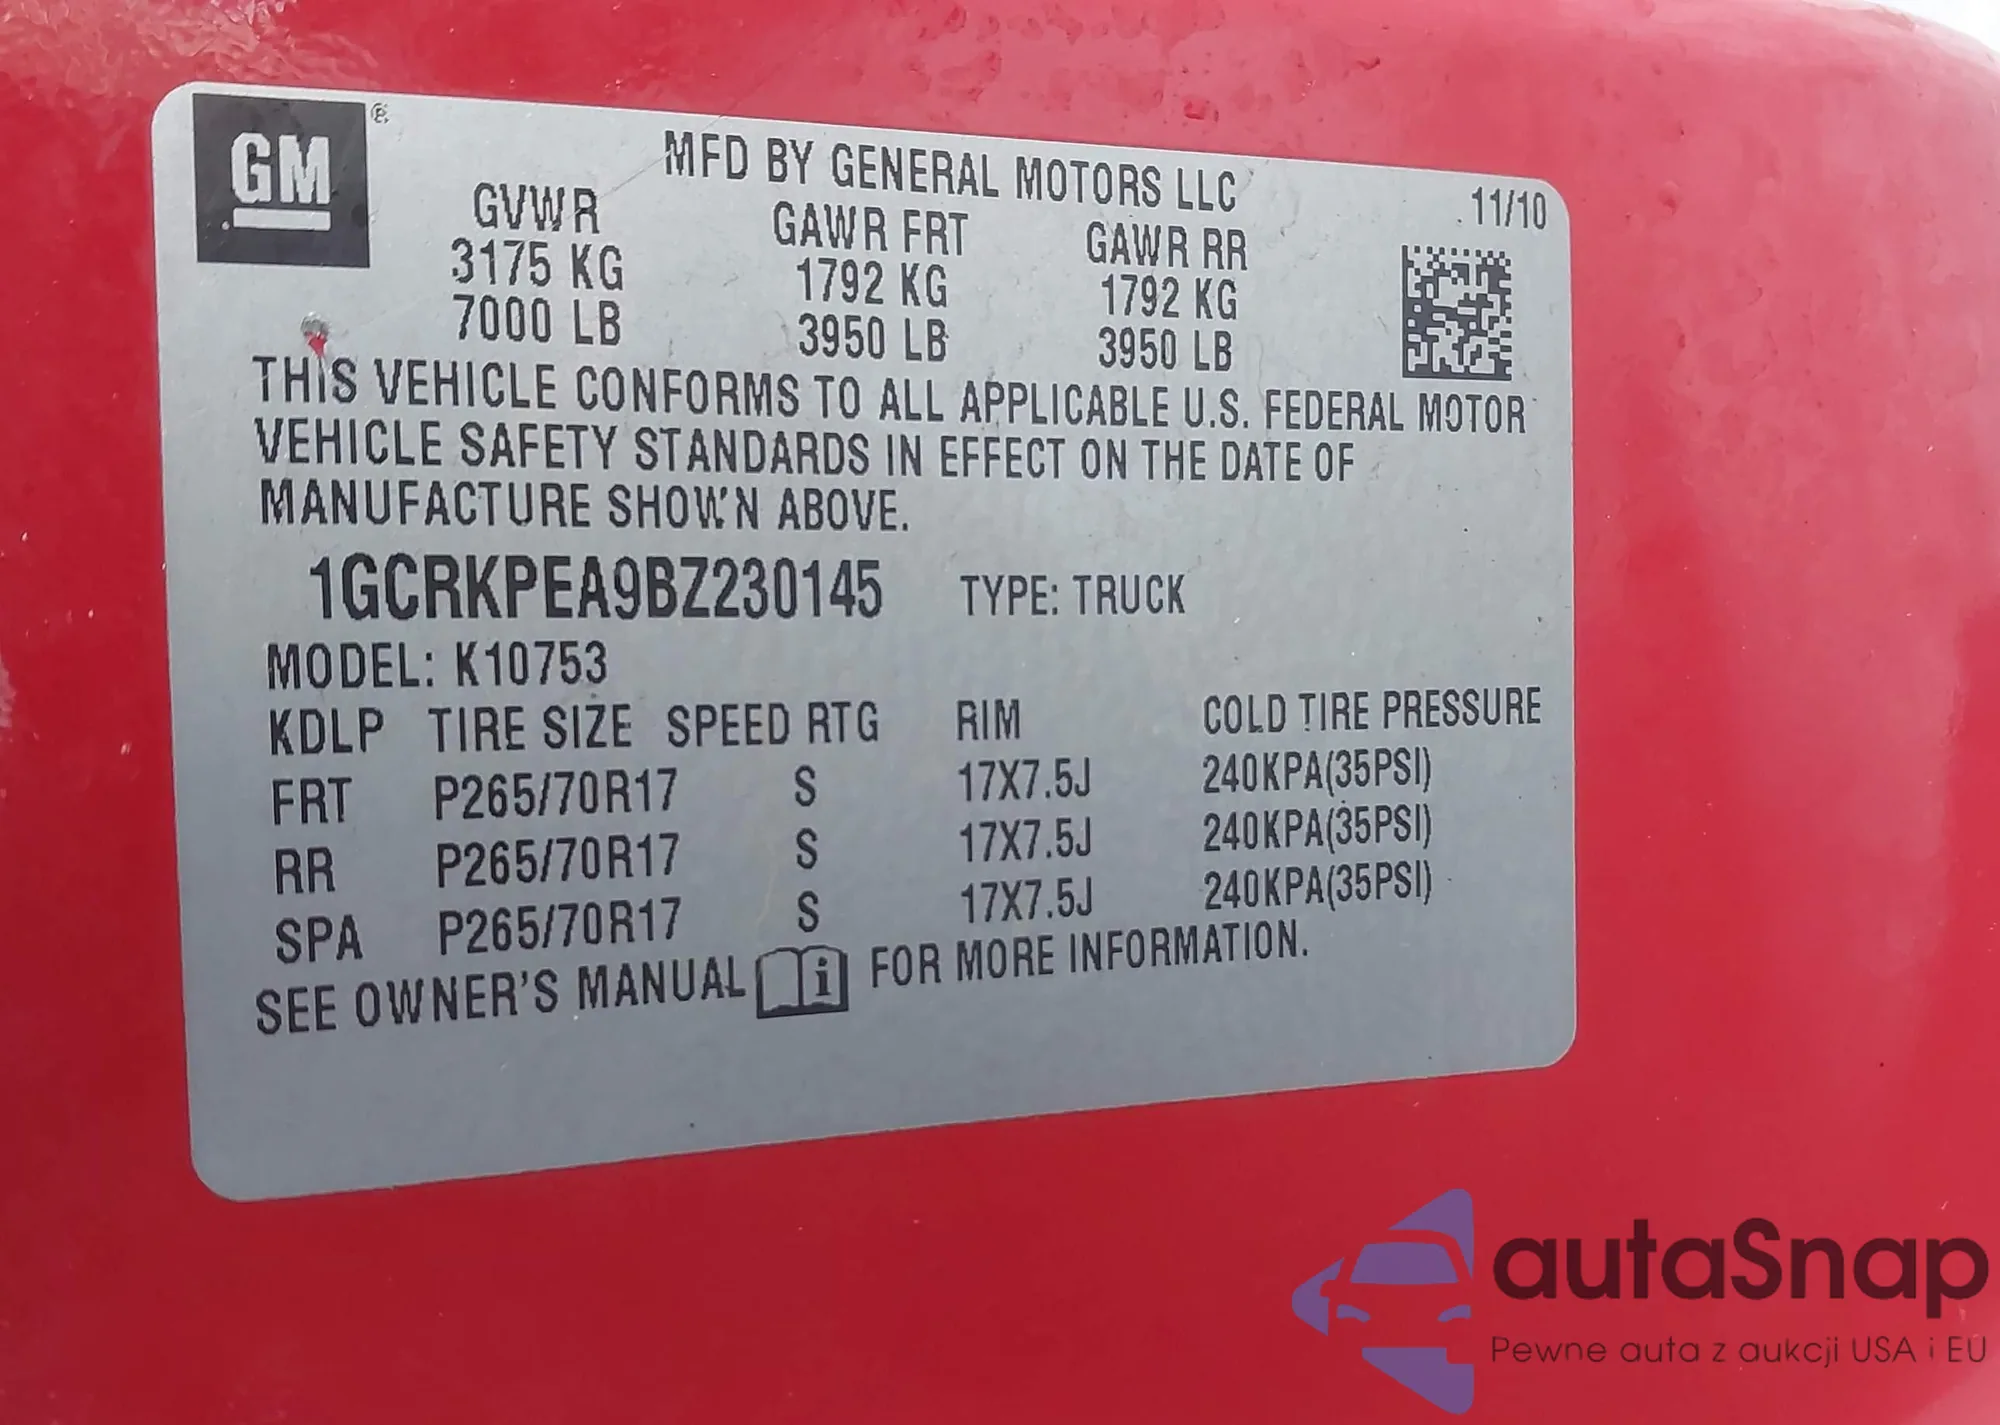 GM ®
MFD BY GENERAL MOTORS LLC 11/10
GVWR GAWR FRT GAWR RR
3175 KG 1792 KG 1792 KG
7000 LB 3950 LB 3950 LB
THIS VEHICLE CONFORMS TO ALL APPLICABLE U.S. FEDERAL MOTOR
VEHICLE SAFETY STANDARDS IN EFFECT ON THE DATE OF
MANUFACTURE SHOWN ABOVE.
1GCRKPEA9BZ230145 TYPE: TRUCK
MODEL: K10753
KDLP TIRE SIZE SPEED RTG RIM COLD TIRE PRESSURE
FRT P265/70R17 S 17X7.5J 240KPA(35PSI)
RR P265/70R17 S 17X7.5J 240KPA(35PSI)
SPA P265/70R17 S 17X7.5J 240KPA(35PSI)
SEE OWNER'S MANUAL i FOR MORE INFORMATION.
autaSnap
Pewne auta z aukcji USA i EU